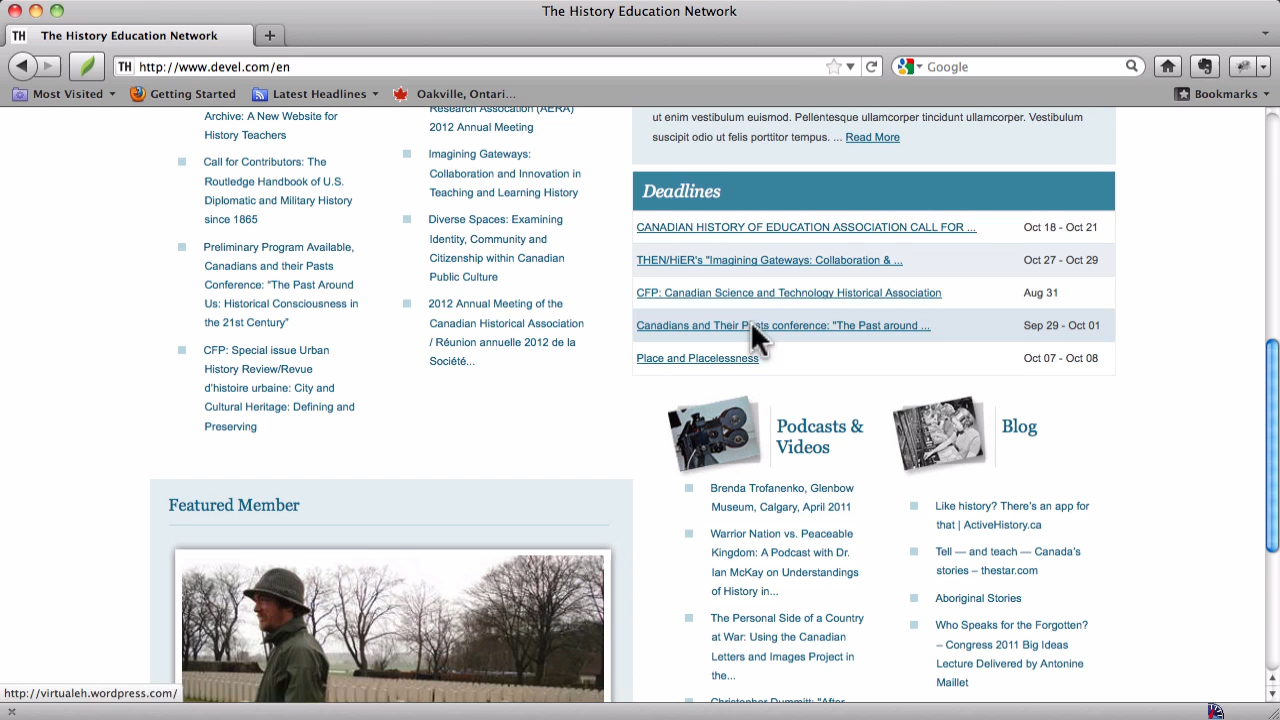 The History Education Network
TH The History Education Network
TH http://www.devel.com/en
Google
Most Visited
Getting Started
Latest Headlines
Oakville, Ontari...
Bookmarks
Archive: A New Website for
History Teachers
Call for Contributors: The
Routledge Handbook of U.S.
Diplomatic and Military History
since 1865
Preliminary Program Available,
Canadians and their Pasts
Conference: "The Past Around
Us: Historical Consciousness in
the 21st Century"
CFP: Special issue Urban
History Review/Revue
d'histoire urbaine: City and
Cultural Heritage: Defining and
Preserving
Research Association (AERA)
2012 Annual Meeting
Imagining Gateways:
Collaboration and Innovation in
Teaching and Learning History
Diverse Spaces: Examining
Identity, Community and
Citizenship within Canadian
Public Culture
2012 Annual Meeting of the
Canadian Historical Association
/ Réunion annuelle 2012 de la
Société...
ut enim vestibulum euismod. Pellentesque ullamcorper tincidunt ullamcorper. Vestibulum
suscipit odio ut felis porttitor tempus. ... Read More
Deadlines
CANADIAN HISTORY OF EDUCATION ASSOCIATION CALL FOR ... Oct 18 - Oct 21
THEN/HiER's "Imagining Gateways: Collaboration & ... Oct 27 - Oct 29
CFP: Canadian Science and Technology Historical Association Aug 31
Canadians and Their Pasts conference: "The Past around ... Sep 29 - Oct 01
Place and Placelessness Oct 07 - Oct 08
Featured Member
Podcasts &
Videos
Brenda Trofanenko, Glenbow
Museum, Calgary, April 2011
Warrior Nation vs. Peaceable
Kingdom: A Podcast with Dr.
Ian McKay on Understandings
of History in...
The Personal Side of a Country
at War: Using the Canadian
Letters and Images Project in
the...
Christopher Dummitt: "After
Blog
Like history? There's an app for
that | ActiveHistory.ca
Tell — and teach — Canada's
stories – thestar.com
Aboriginal Stories
Who Speaks for the Forgotten?
– Congress 2011 Big Ideas
Lecture Delivered by Antonine
Maillet
http://virtualeh.wordpress.com/